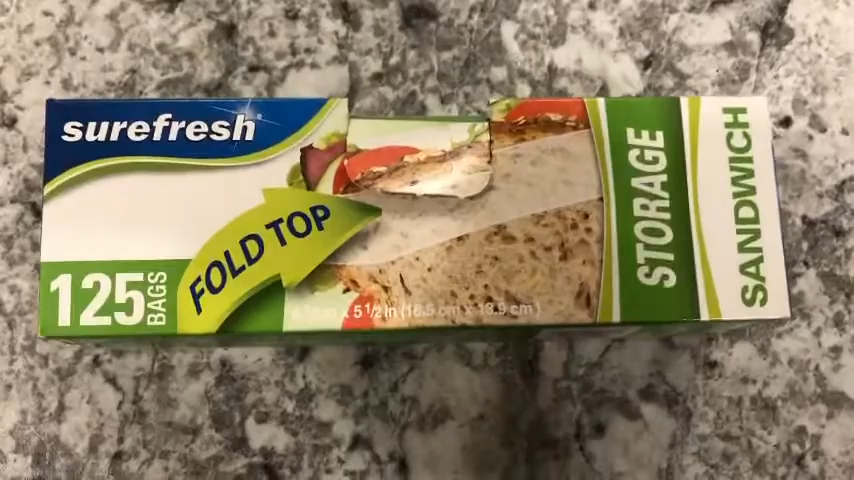 surefresh®
FOLD TOP
125
BAGS
x 5 1/2 in (16.5 cm x 13.9 cm)
STORAGE
SANDWICH